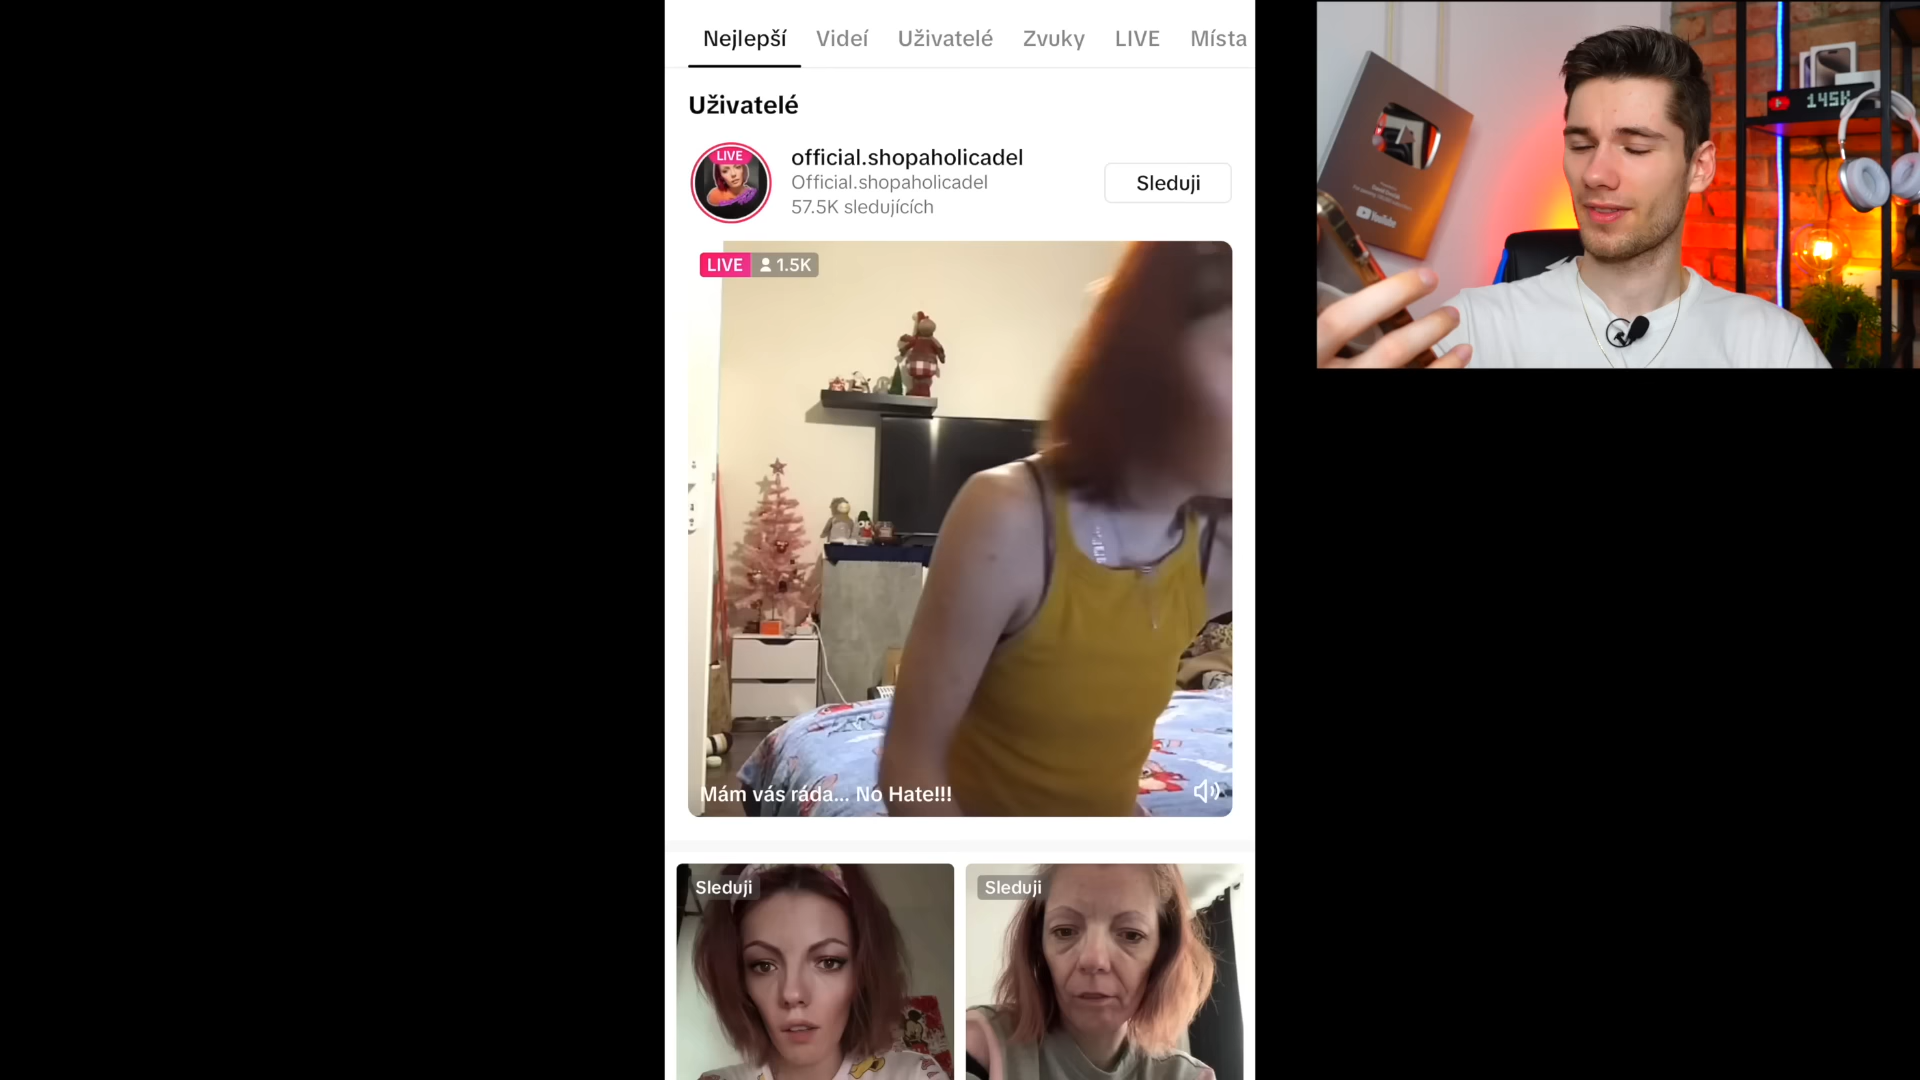 Nejlepší Videí Uživatelé Zvuky LIVE Místa
Uživatelé
LIVE
official.shopaholicadel
Official.shopaholicadel
57.5K sledujících
Sleduji
LIVE 1.5K
Mám vás ráda... No Hate!!!
Sleduji
Sleduji
145K
YouTube